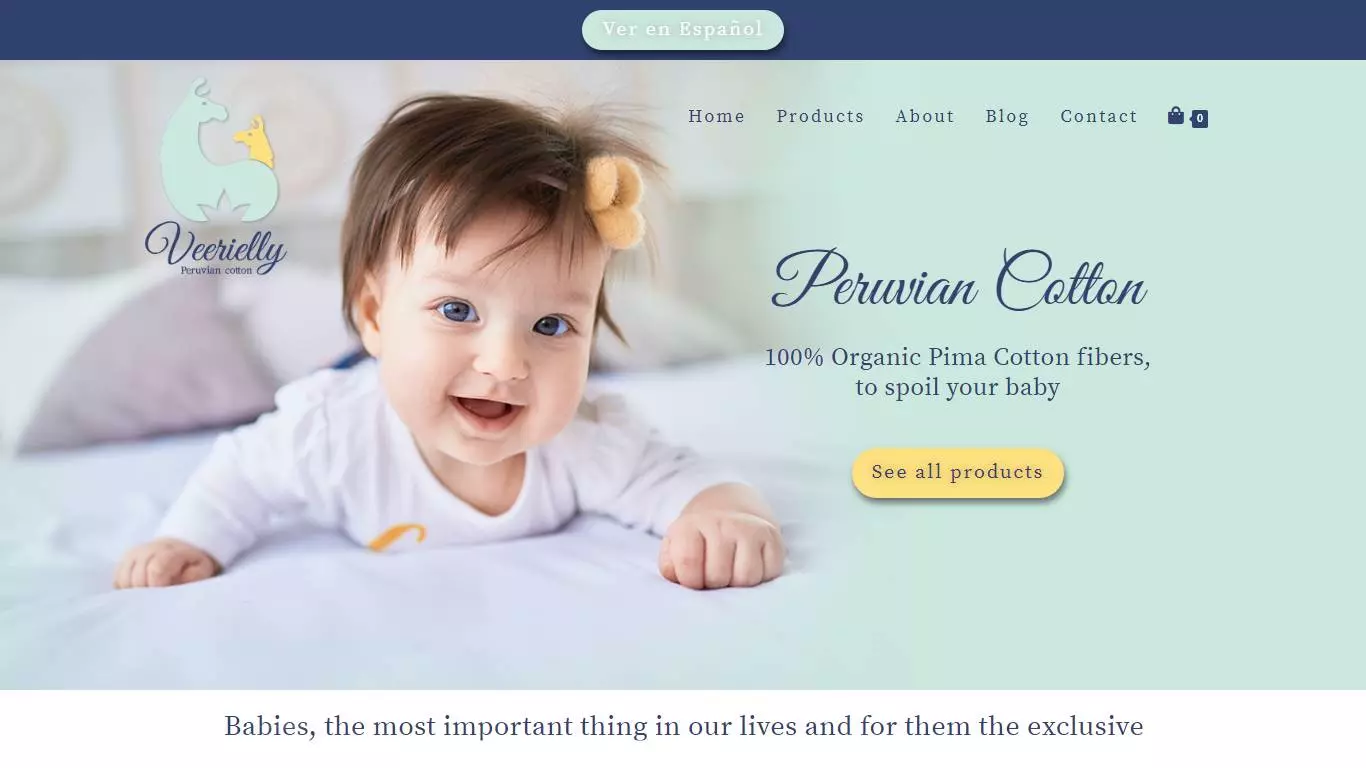 Ver en Español
Home Products About Blog Contact 0
Veerielly
Peruvian cotton
Peruvian Cotton
100% Organic Pima Cotton fibers,
to spoil your baby
See all products
Babies, the most important thing in our lives and for them the exclusive